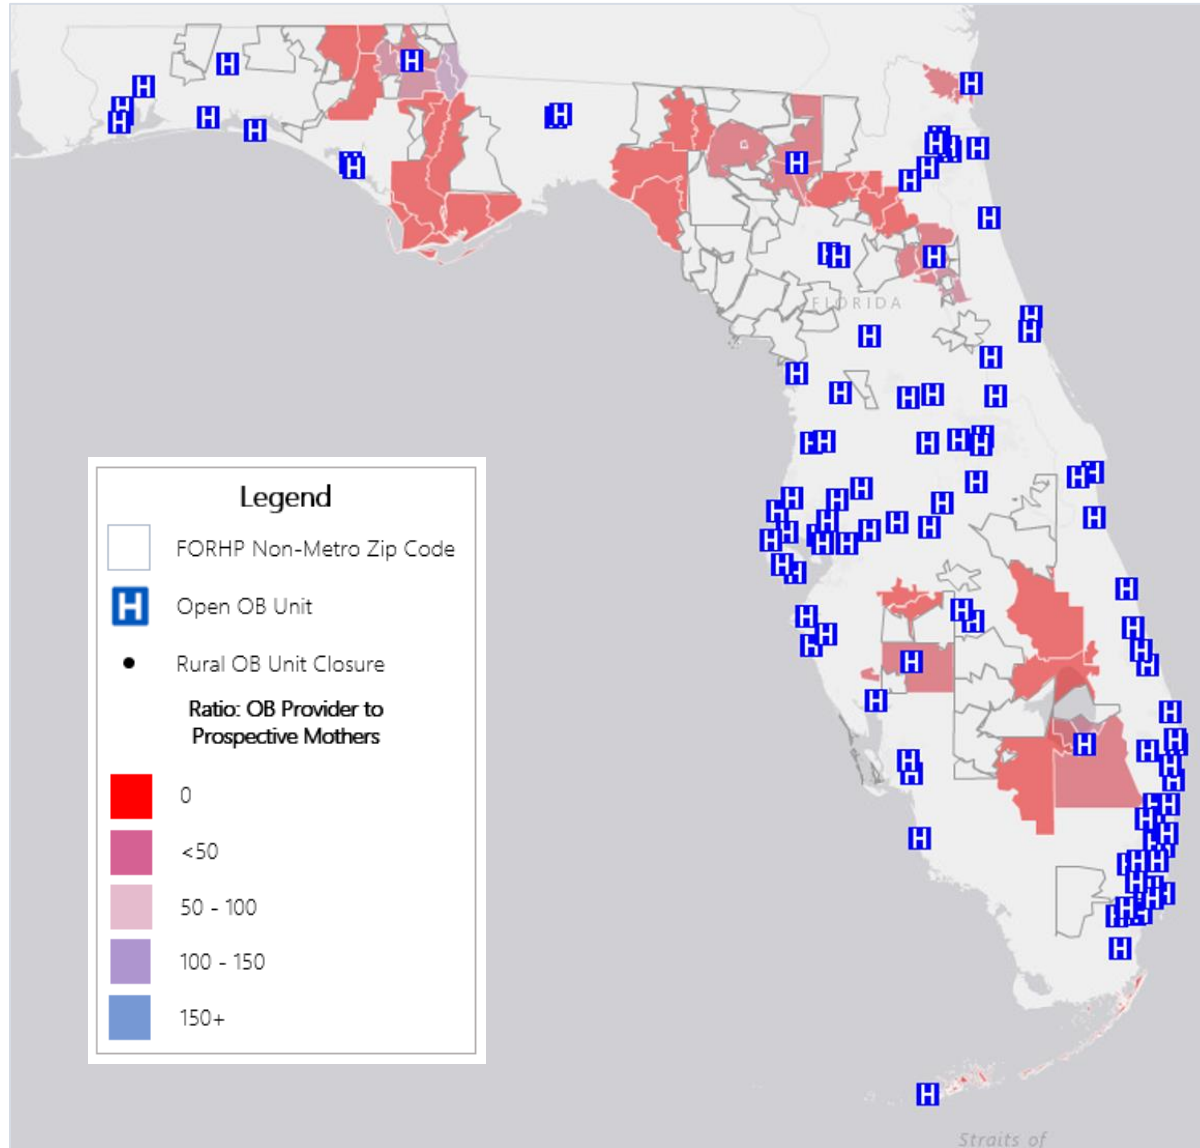 FLORIDA
Legend
FORHP Non-Metro Zip Code
H Open OB Unit
Rural OB Unit Closure
Ratio: OB Provider to
Prospective Mothers
0
<50
50 - 100
100 - 150
150+
Straits of